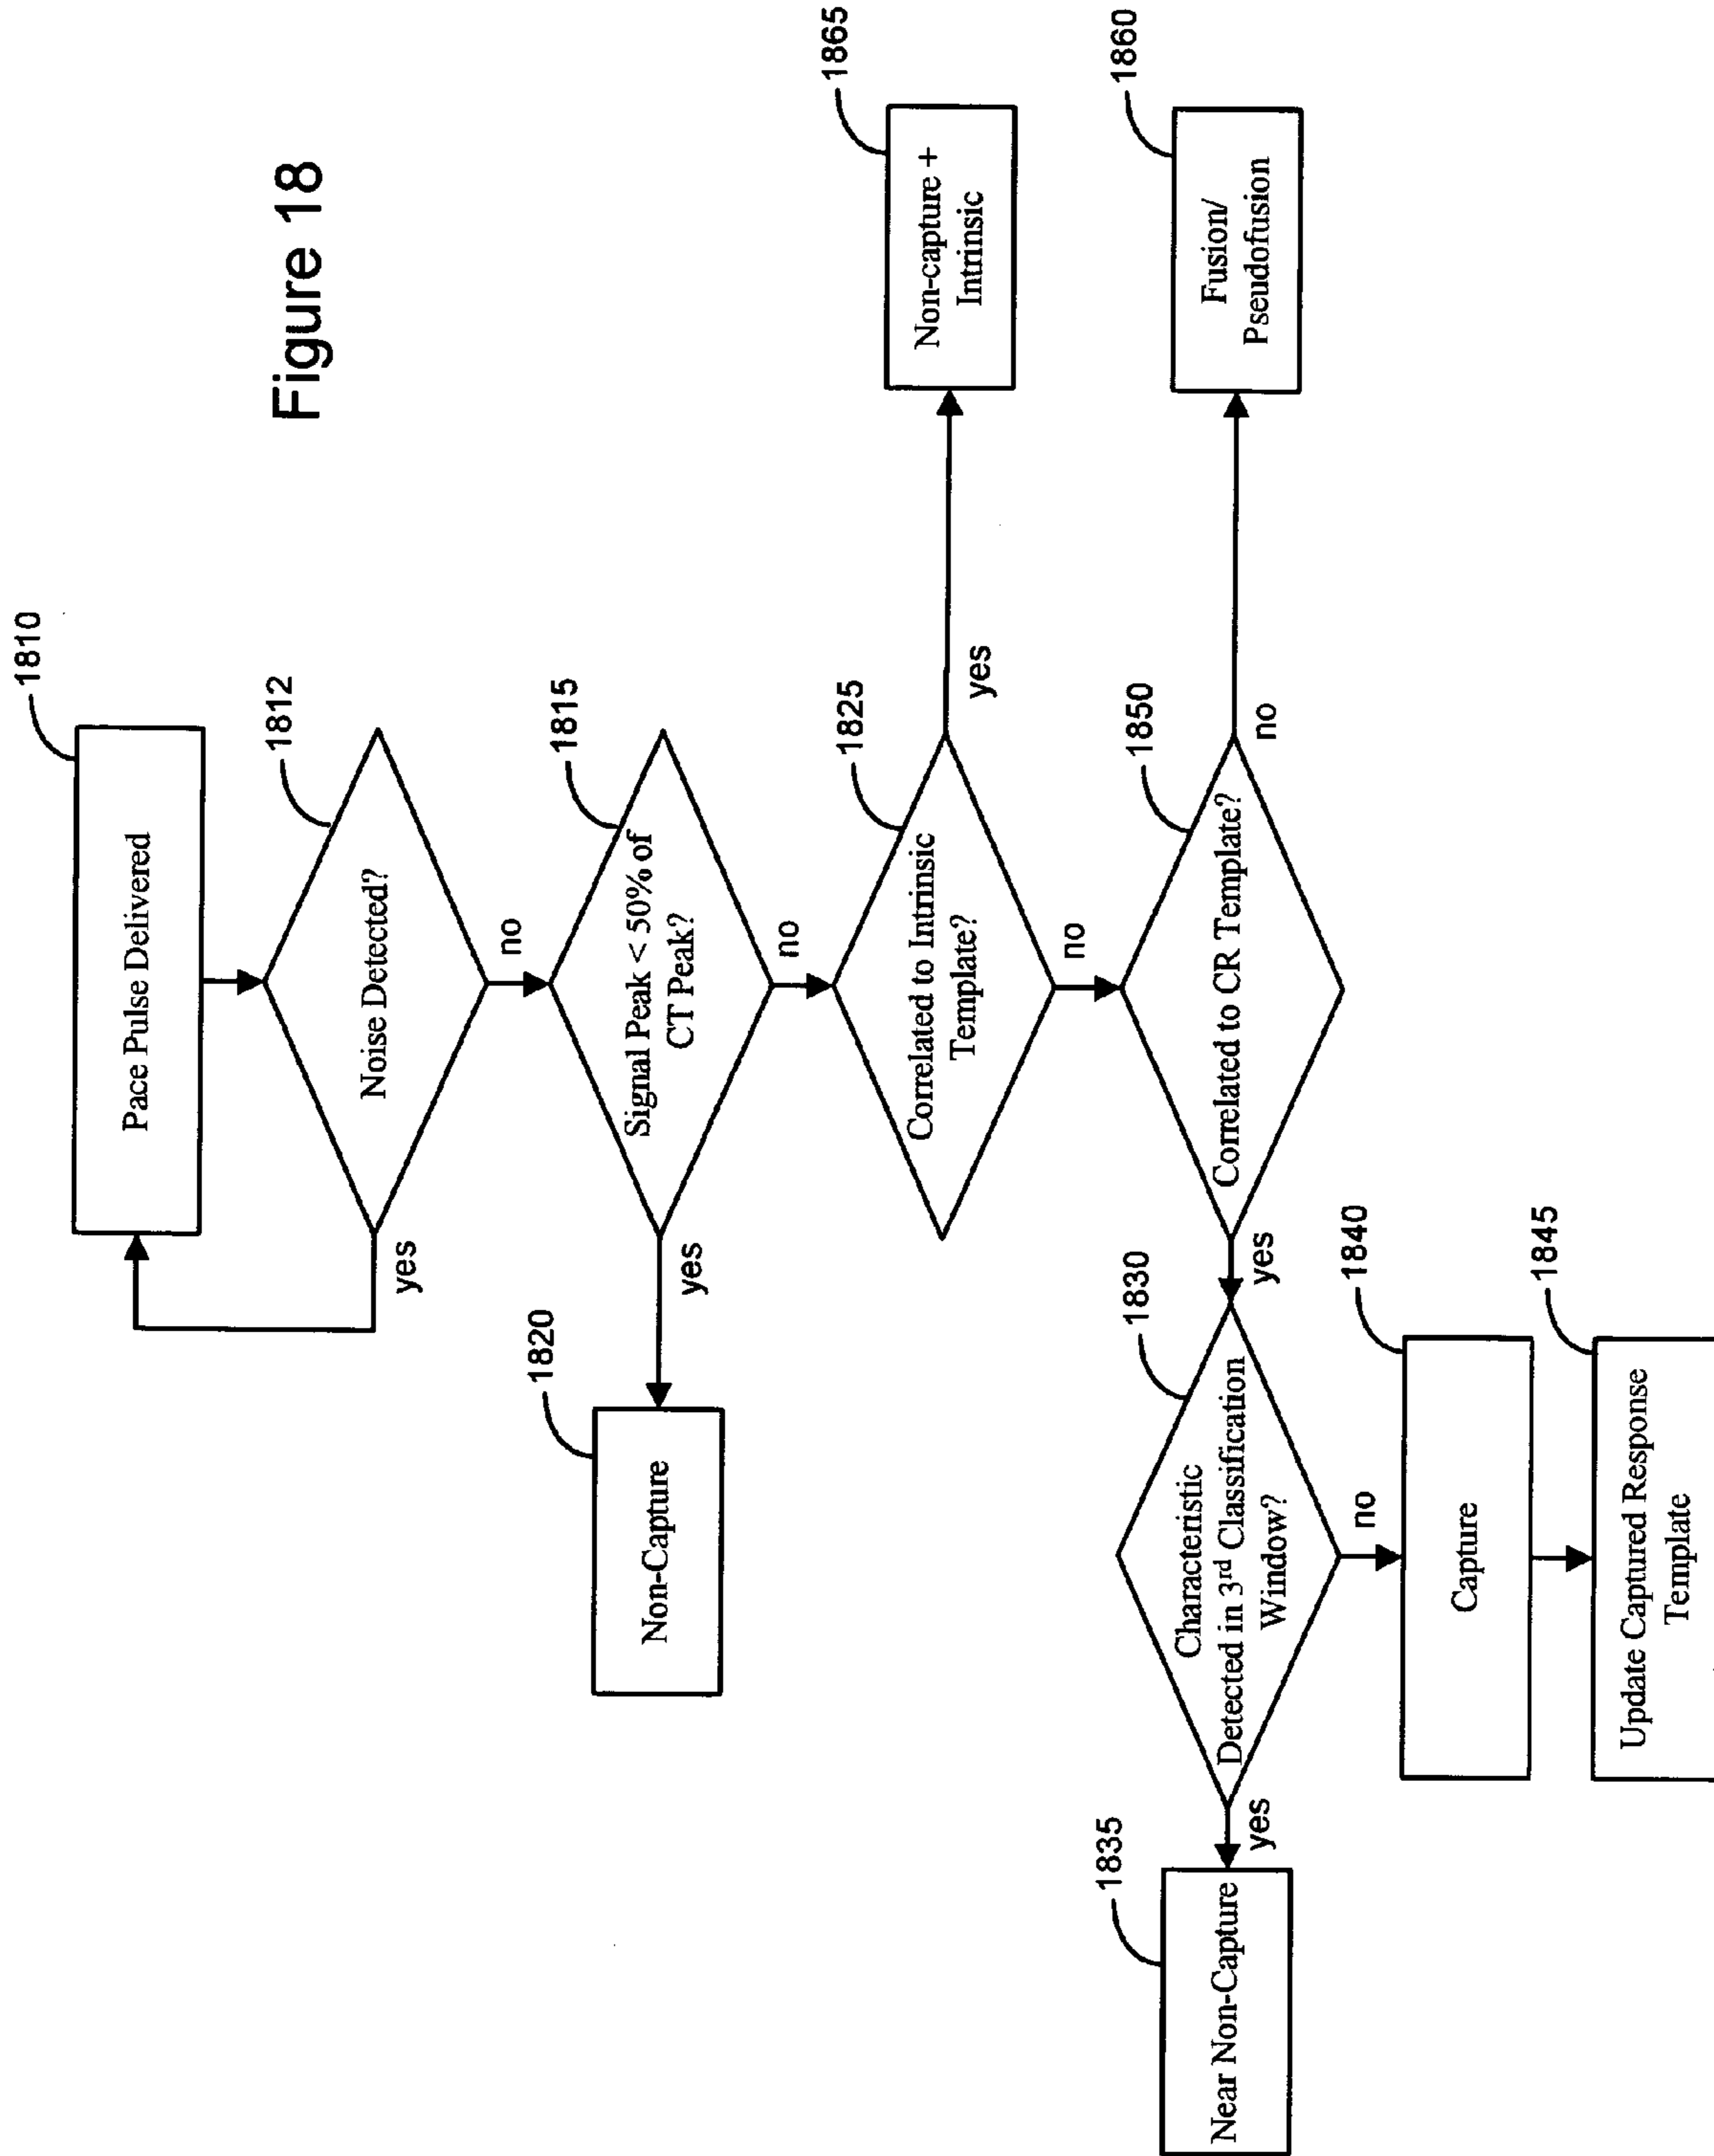 Figure 18
1810
Pace Pulse Delivered
1812
Noise Detected?
yes
no
1815
Signal Peak < 50% of
CT Peak?
yes
no
1820
Non-Capture
1825
Correlated to Intrinsic
Template?
yes
no
1865
Non-capture +
Intrinsic
1850
Correlated to CR Template?
yes
no
1860
Fusion/
Pseudofusion
1830
Characteristic
Detected in 3rd Classification
Window?
yes
no
1835
Near Non-Capture
1840
Capture
1845
Update Captured Response
Template